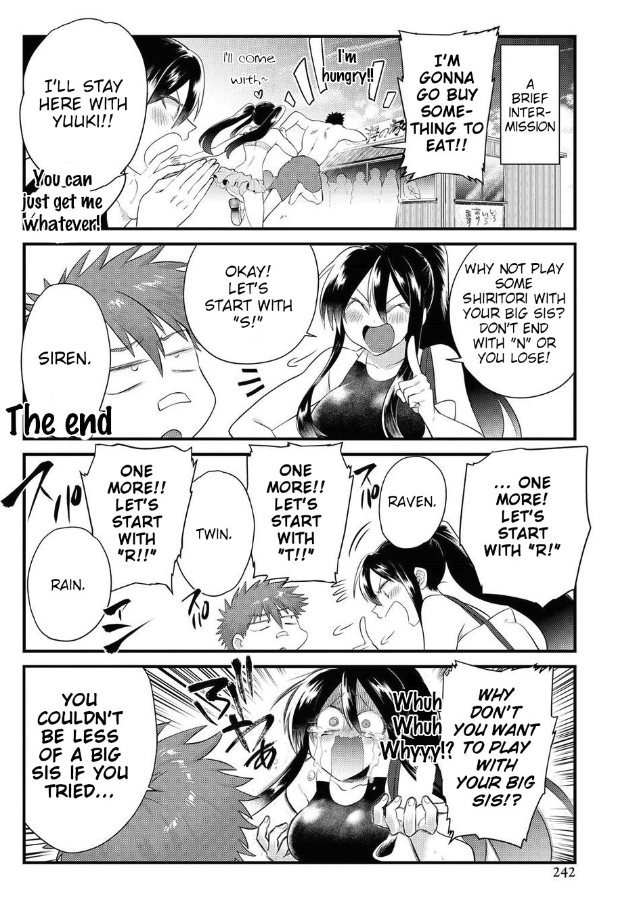 A
BRIEF
INTER-
MISSION
I'M
GONNA
GO BUY
SOME-
THING TO
EAT!!
I'm
hungry!!
I'll come
with~
I'LL STAY
HERE WITH
YUUKI!!
You can
just get me
whatever!
WHY NOT PLAY
SOME
SHIRITORI WITH
YOUR BIG SIS?
DON'T END
WITH "N" OR
YOU LOSE!
OKAY!
LET'S
START WITH
"S!"
SIREN.
The end
... ONE
MORE!
LET'S
START
WITH "R!"
RAVEN.
ONE
MORE!!
LET'S
START
WITH
"T!!"
TWIN.
ONE
MORE!!
LET'S
START
WITH
"R!!"
RAIN.
WHY
DON'T
YOU WANT
TO PLAY
WITH
YOUR BIG
SIS!?
Whuh
Whuh
Whyyy!?
YOU
COULDN'T
BE LESS
OF A BIG
SIS IF YOU
TRIED...
242